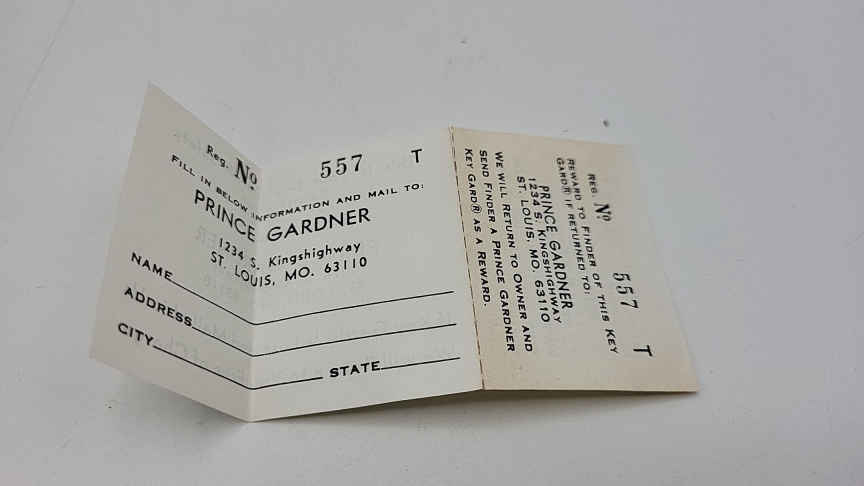 Reg. Nº 557 T
FILL IN BELOW INFORMATION AND MAIL TO:
PRINCE GARDNER
1234 S. Kingshighway
ST. LOUIS, MO. 63110
NAME
ADDRESS
CITY STATE
REG. Nº 557 T
REWARD TO FINDER OF THIS KEY
GARD® IF RETURNED TO:
PRINCE GARDNER
1234 S. KINGSHIGHWAY
ST. LOUIS, MO. 63110
WE WILL RETURN TO OWNER AND
SEND FINDER A PRINCE GARDNER
KEY GARD® AS A REWARD.